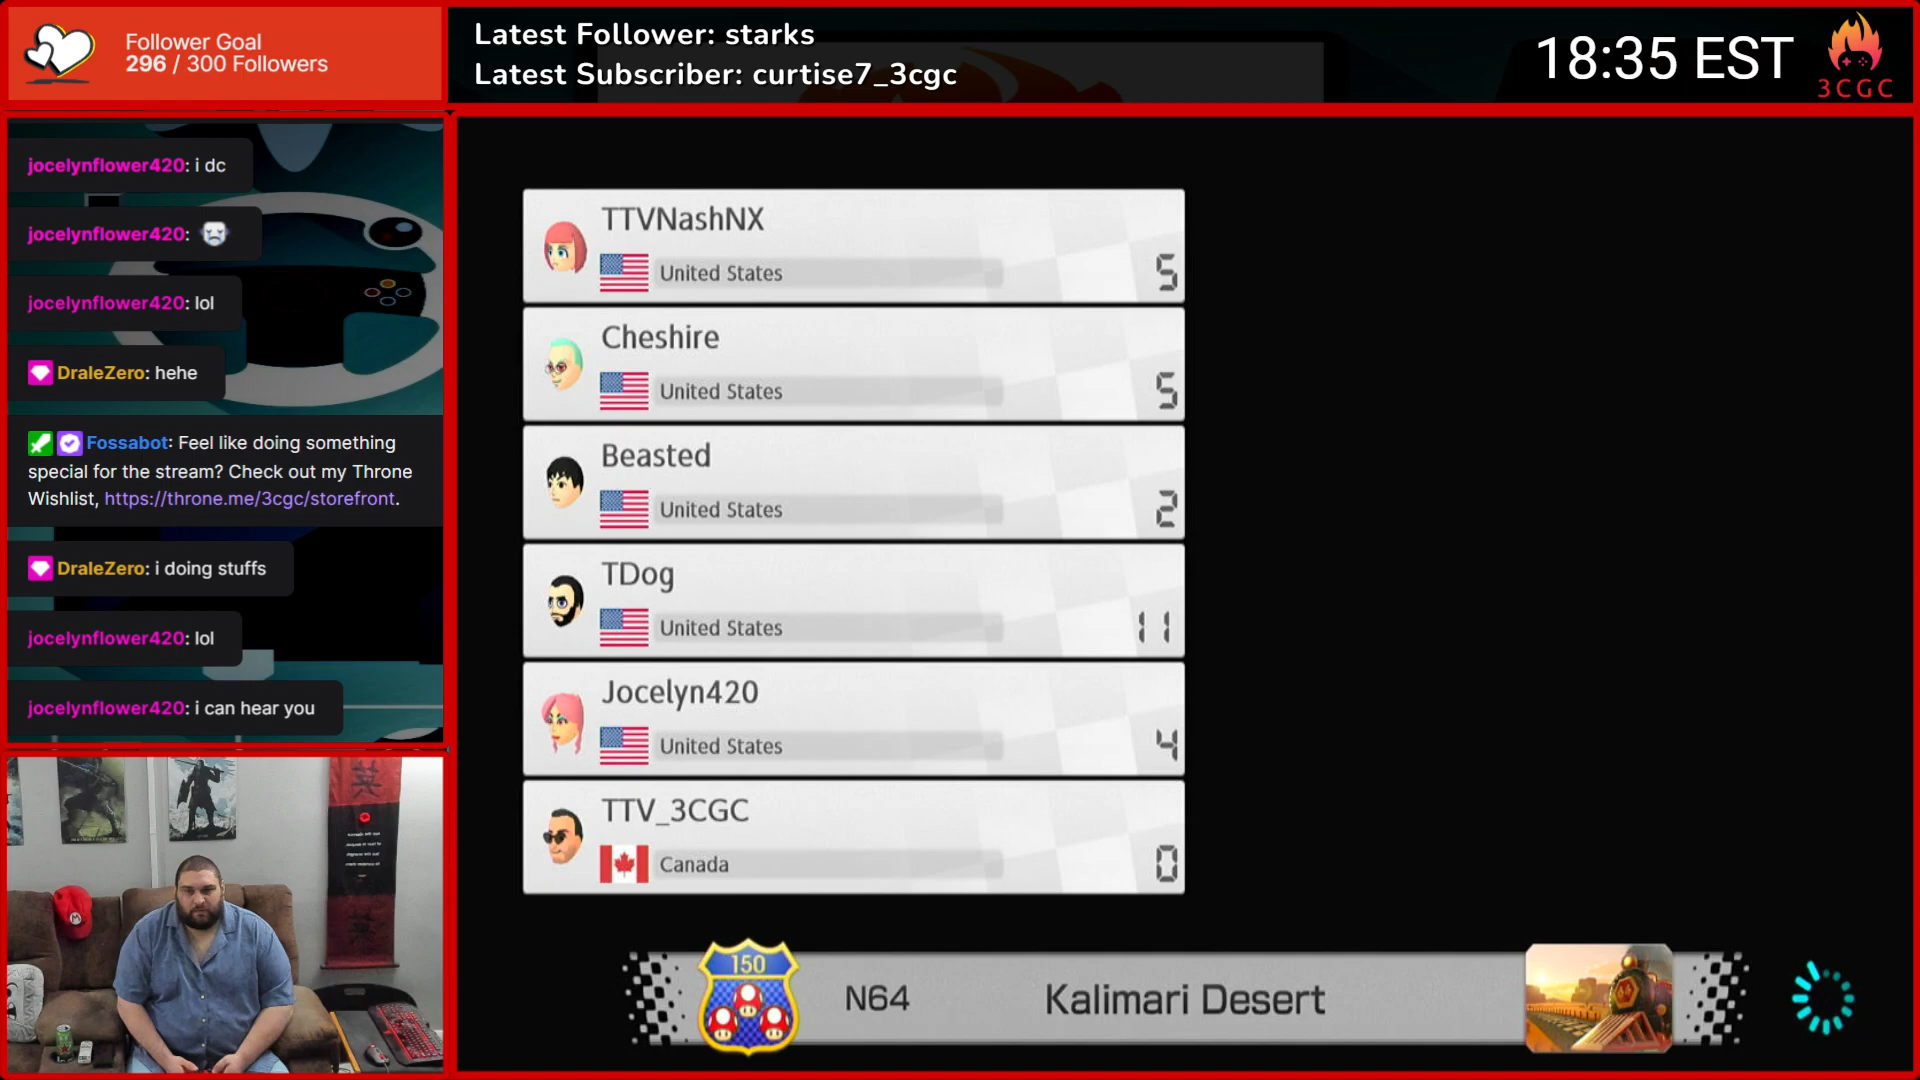 Follower Goal
296 / 300 Followers
Latest Follower: starks
Latest Subscriber: curtise7_3cgc
18:35 EST
3CGC
jocelynflower420: i dc
jocelynflower420:
jocelynflower420: lol
DraleZero: hehe
Fossabot: Feel like doing something
special for the stream? Check out my Throne
Wishlist, https://throne.me/3cgc/storefront.
DraleZero: i doing stuffs
jocelynflower420: lol
jocelynflower420: i can hear you
TTVNashNX
United States 5
Cheshire
United States 5
Beasted
United States 2
TDog
United States 11
Jocelyn420
United States 4
TTV_3CGC
Canada 0
150
N64 Kalimari Desert